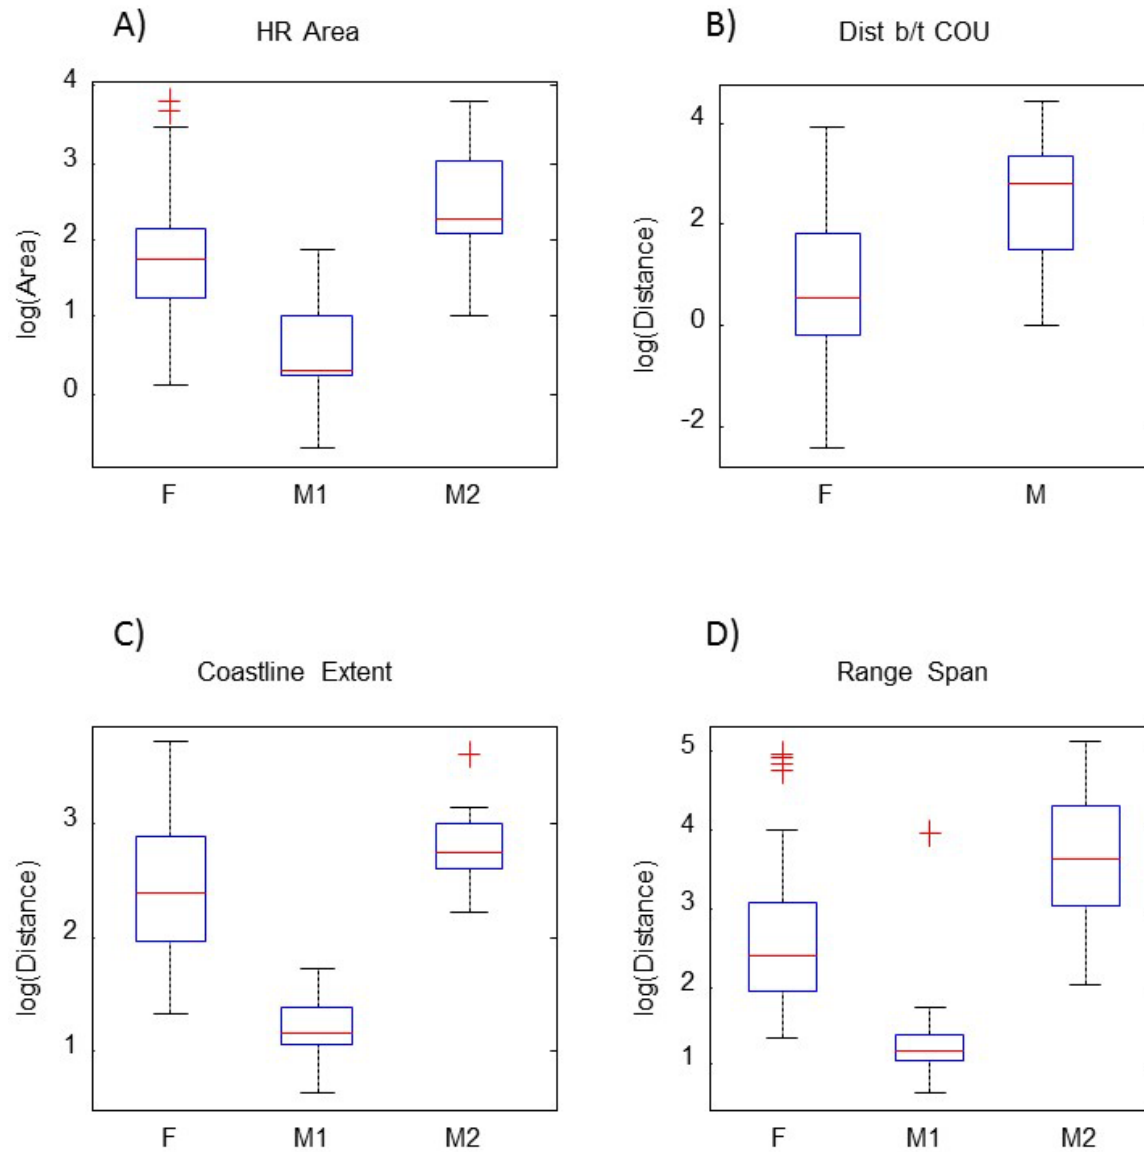 A) HR Area
4
3
2
1
0
log(Area)
F M1 M2
B) Dist b/t COU
4
2
0
-2
log(Distance)
F M
C) Coastline Extent
3
2
1
log(Distance)
F M1 M2
D) Range Span
5
4
3
2
1
log(Distance)
F M1 M2